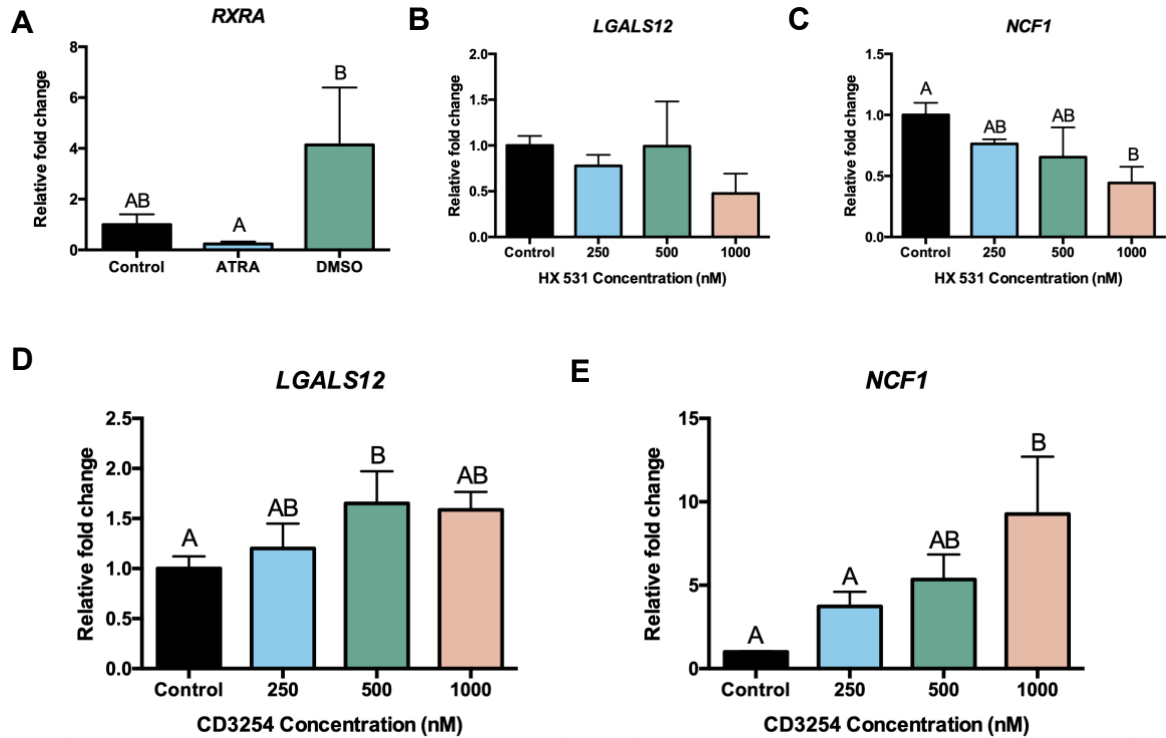 A
RXRA
Relative fold change
8
6
4
2
0
AB
A
B
Control ATRA DMSO
B
LGALS12
Relative fold change
2.0
1.5
1.0
0.5
0.0
Control 250 500 1000
HX 531 Concentration (nM)
C
NCF1
Relative fold change
1.5
1.0
0.5
0.0
A
AB
AB
B
Control 250 500 1000
HX 531 Concentration (nM)
D
LGALS12
Relative fold change
2.5
2.0
1.5
1.0
0.5
0.0
A
AB
B
AB
Control 250 500 1000
CD3254 Concentration (nM)
E
NCF1
Relative fold change
15
10
5
0
A
A
AB
B
Control 250 500 1000
CD3254 Concentration (nM)